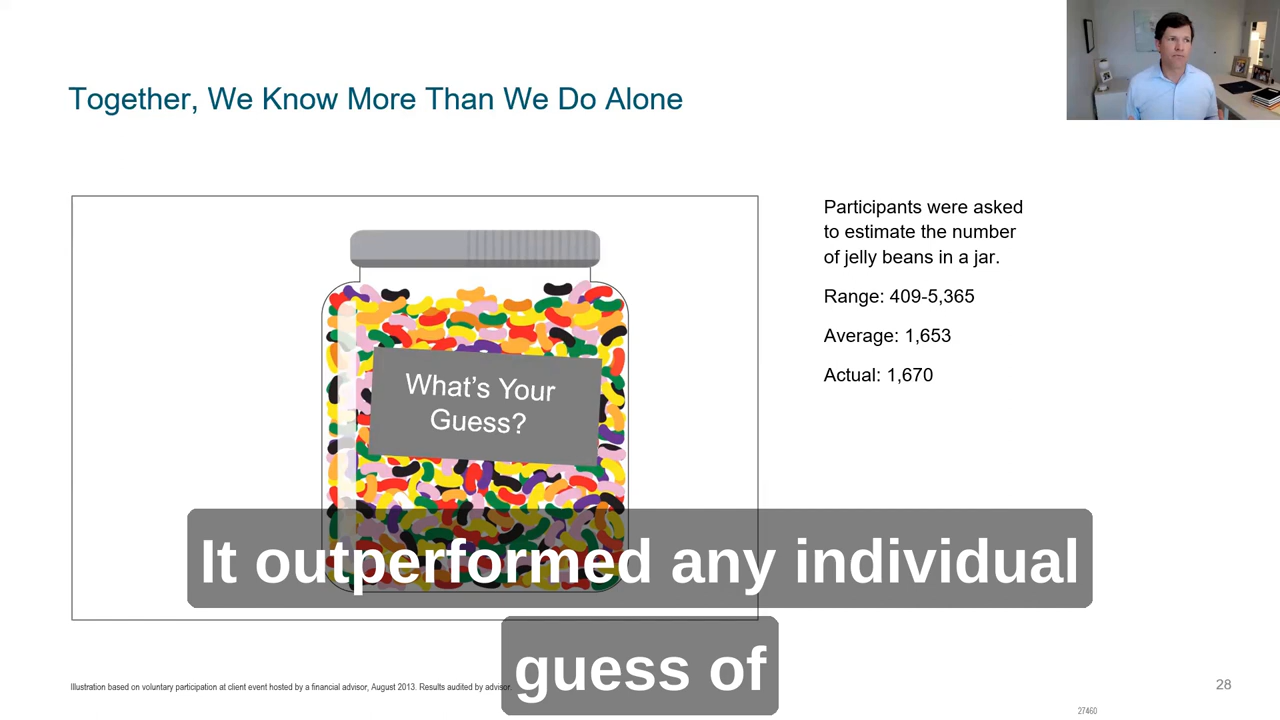 Together, We Know More Than We Do Alone
What's Your
Guess?
Participants were asked
to estimate the number
of jelly beans in a jar.
Range: 409-5,365
Average: 1,653
Actual: 1,670
It outperformed any individual
guess of
Illustration based on voluntary participation at client event hosted by a financial advisor, August 2013. Results audited by advisor.
28
27460